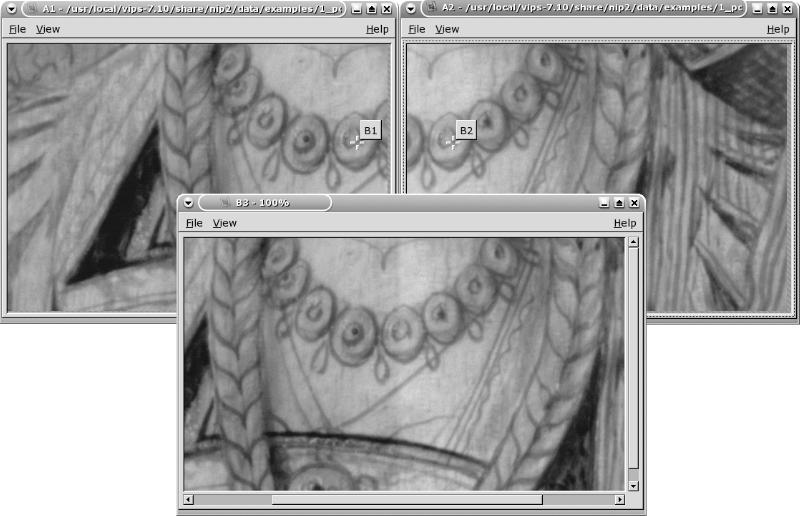 A1 - /usr/local/vips-7.10/share/nip2/data/examples/1_pc
File View Help
B1
A2 - /usr/local/vips-7.10/share/nip2/data/examples/1_pc
File View Help
B2
B3 - 100%
File View Help